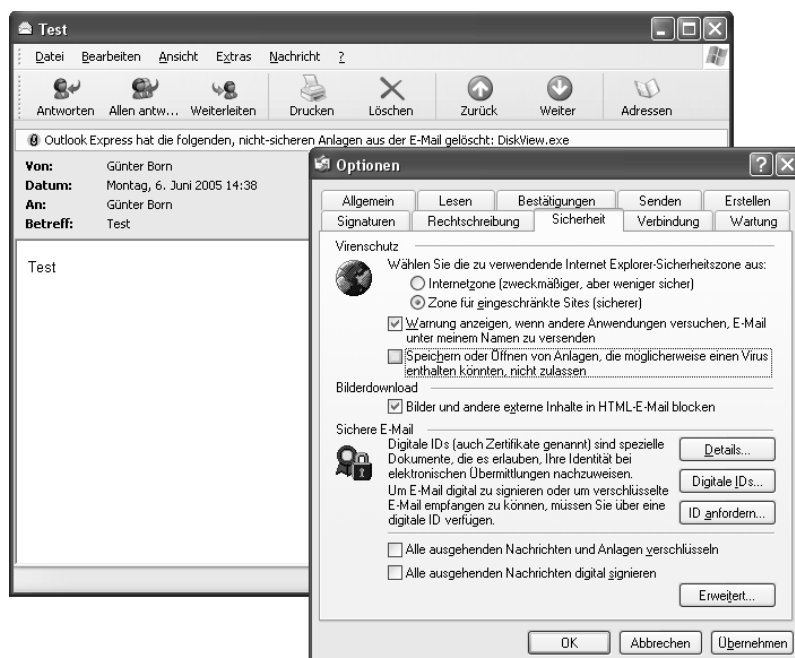 Test
Datei Bearbeiten Ansicht Extras Nachricht ?
Antworten Allen antw... Weiterleiten Drucken Löschen Zurück Weiter Adressen
Outlook Express hat die folgenden, nicht-sicheren Anlagen aus der E-Mail gelöscht: DiskView.exe
Von: Günter Born
Datum: Montag, 6. Juni 2005 14:38
An: Günter Born
Betreff: Test
Test
Optionen
Allgemein Lesen Bestätigungen Senden Erstellen
Signaturen Rechtschreibung Sicherheit Verbindung Wartung
Virenschutz
Wählen Sie die zu verwendende Internet Explorer-Sicherheitszone aus:
Internetzone (zweckmäßiger, aber weniger sicher)
Zone für eingeschränkte Sites (sicherer)
Warnung anzeigen, wenn andere Anwendungen versuchen, E-Mail
unter meinem Namen zu versenden
Speichern oder Öffnen von Anlagen, die möglicherweise einen Virus
enthalten könnten, nicht zulassen
Bilderdownload
Bilder und andere externe Inhalte in HTML-E-Mail blocken
Sichere E-Mail
Digitale IDs (auch Zertifikate genannt) sind spezielle
Dokumente, die es erlauben, Ihre Identität bei
elektronischen Übermittlungen nachzuweisen.
Um E-Mail digital zu signieren oder um verschlüsselte
E-Mail empfangen zu können, müssen Sie über eine
digitale ID verfügen.
Details...
Digitale IDs...
ID anfordern...
Alle ausgehenden Nachrichten und Anlagen verschlüsseln
Alle ausgehenden Nachrichten digital signieren
Erweitert...
OK Abbrechen Übernehmen